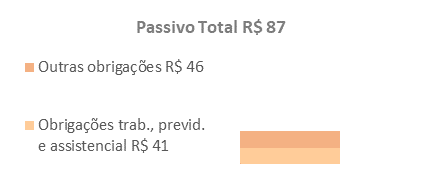 Passivo Total R$ 87
Outras obrigações R$ 46
Obrigações trab., previd.
e assistencial R$ 41